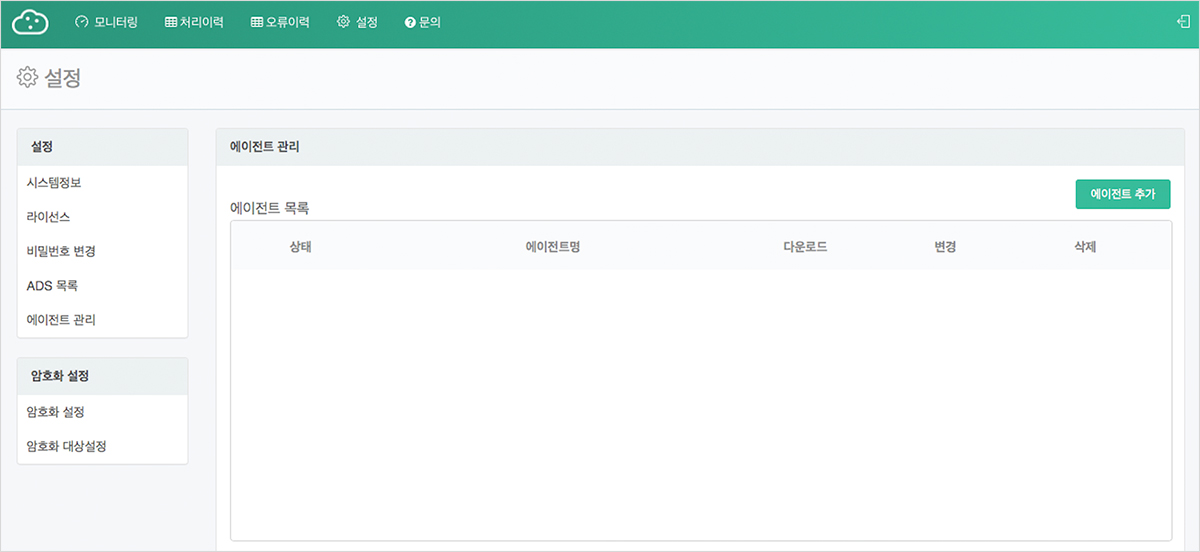 모니터링 처리이력 오류이력 설정 문의
설정
설정
시스템정보
라이선스
비밀번호 변경
ADS 목록
에이전트 관리
암호화 설정
암호화 설정
암호화 대상설정
에이전트 관리
에이전트 추가
에이전트 목록
상태 에이전트명 다운로드 변경 삭제